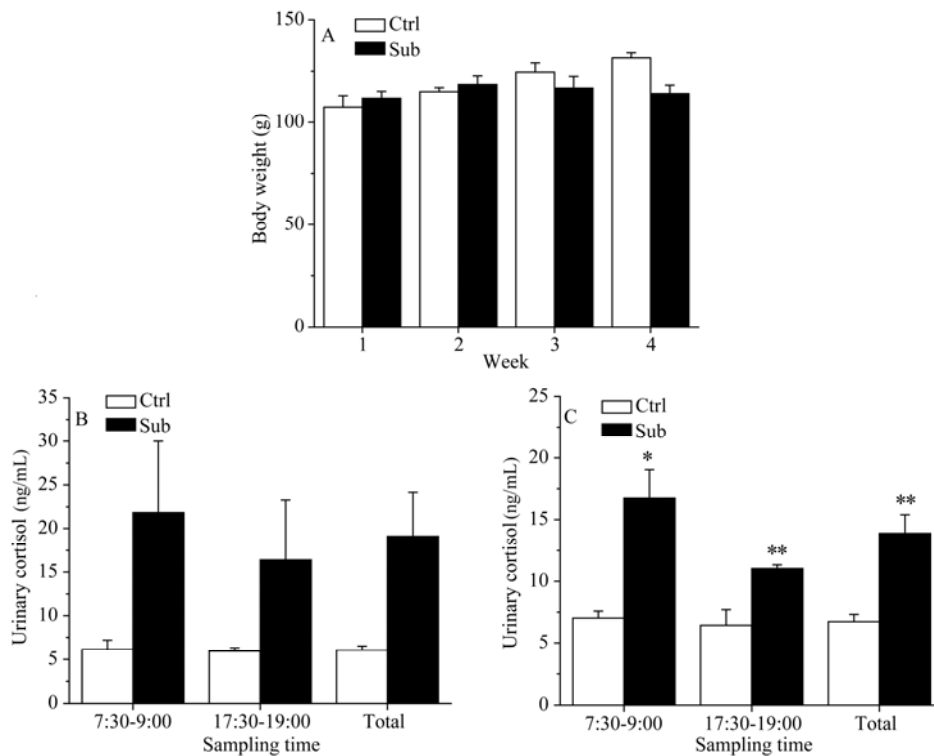 A
Ctrl
Sub
150
100
50
0
Body weight (g)
1 2 3 4
Week
B
Ctrl
Sub
35
30
25
20
15
10
5
0
Urinary cortisol (ng/mL)
7:30-9:00 17:30-19:00 Total
Sampling time
C
Ctrl
Sub
25
20
15
10
5
0
Urinary cortisol (ng/mL)
*
**
**
7:30-9:00 17:30-19:00 Total
Sampling time